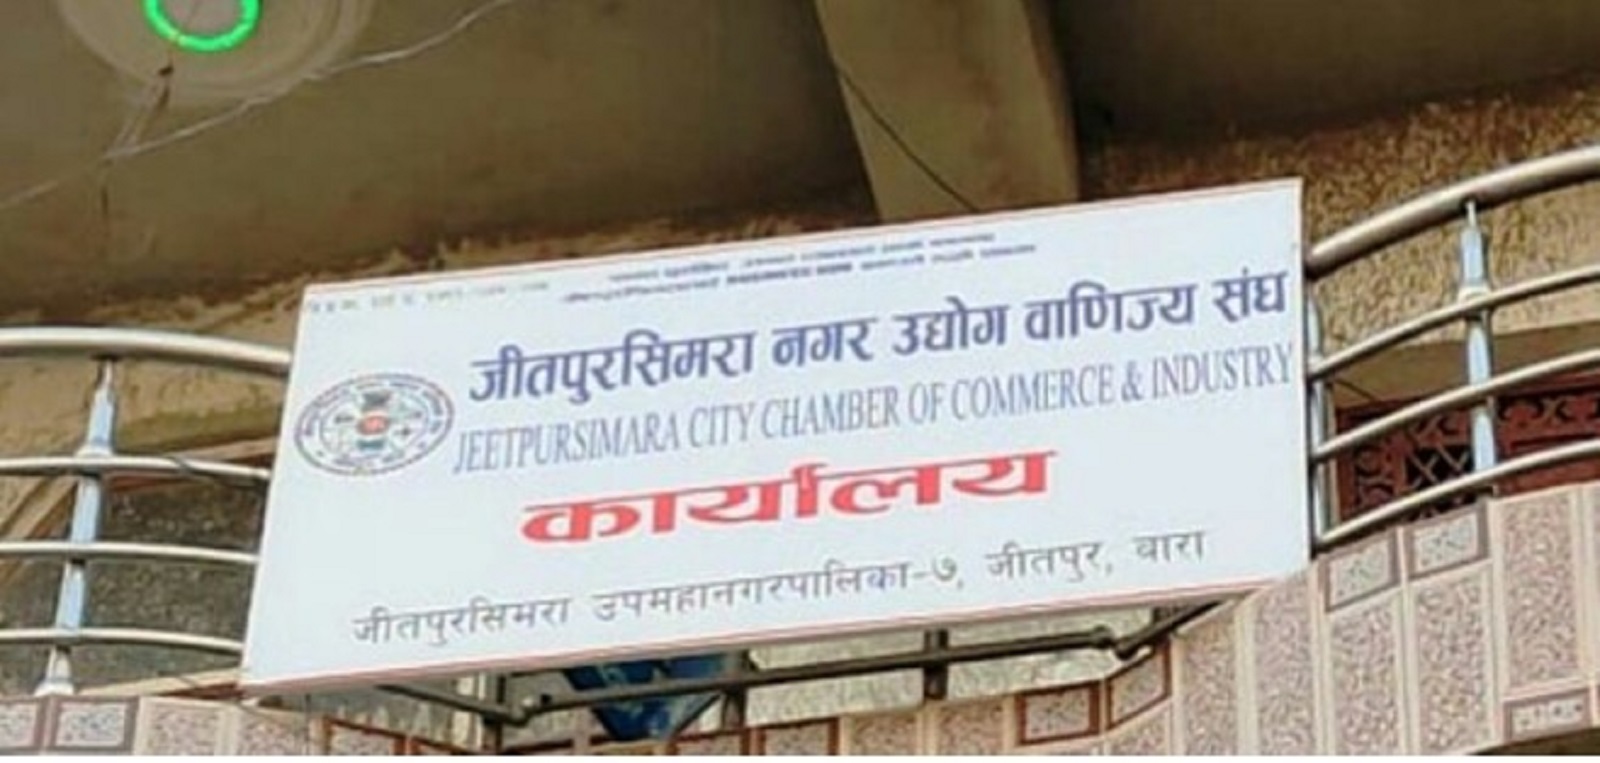 जीतपुरसिमरा नगर उद्योग वाणिज्य संघ
JEETPURSIMARA CITY CHAMBER OF COMMERCE & INDUSTRY
कार्यालय
जीतपुरसिमरा उपमहानगरपालिका-७, जीतपुर, बारा